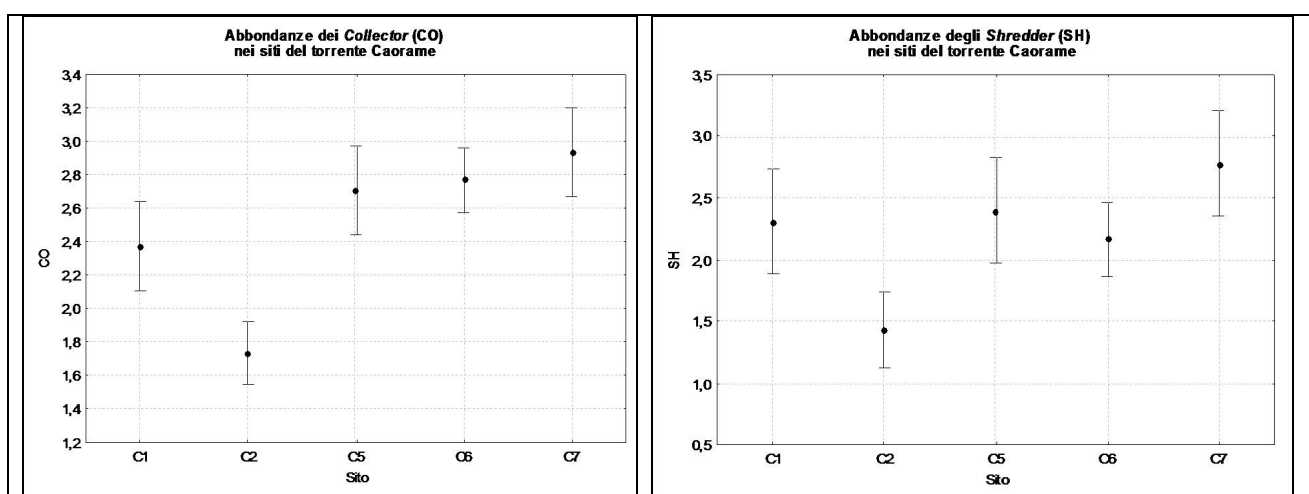 Abbondanze dei Collector (CO)
nei siti del torrente Caorame
3,4
3,2
3,0
2,8
2,6
2,4
2,2
2,0
1,8
1,6
1,4
1,2
CO
C1 C2 C5 C6 C7
Sito
Abbondanze degli Shredder (SH)
nei siti del torrente Caorame
3,5
3,0
2,5
2,0
1,5
1,0
0,5
SH
C1 C2 C5 C6 C7
Sito